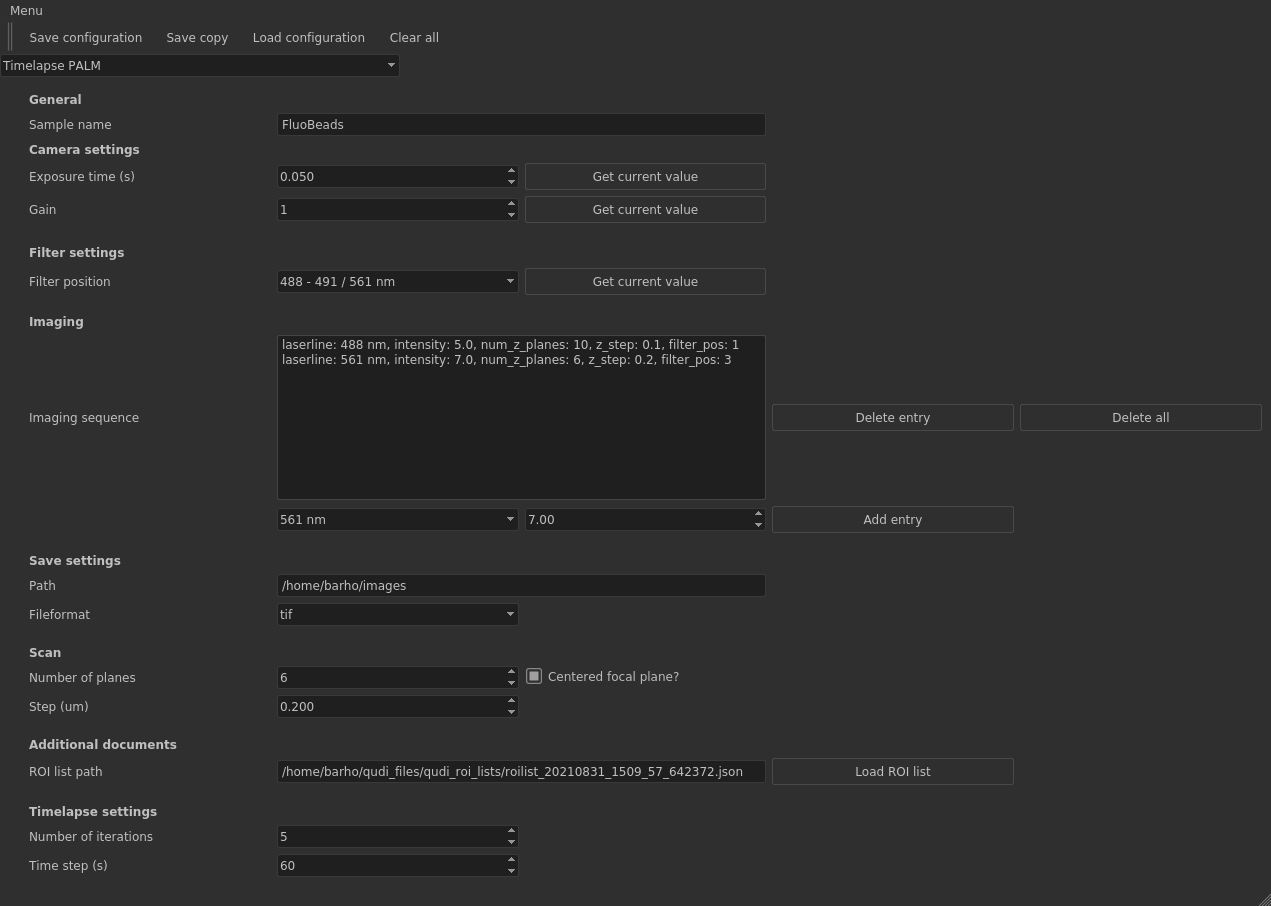 Menu
Save configuration Save copy Load configuration Clear all
Timelapse PALM
General
Sample name FluoBeads
Camera settings
Exposure time (s) 0.050 Get current value
Gain 1 Get current value
Filter settings
Filter position 488 - 491 / 561 nm Get current value
Imaging
laserline: 488 nm, intensity: 5.0, num_z_planes: 10, z_step: 0.1, filter_pos: 1
laserline: 561 nm, intensity: 7.0, num_z_planes: 6, z_step: 0.2, filter_pos: 3
Imaging sequence Delete entry Delete all
561 nm 7.00 Add entry
Save settings
Path /home/barho/images
Fileformat tif
Scan
Number of planes 6 Centered focal plane?
Step (um) 0.200
Additional documents
ROI list path /home/barho/qudi_files/qudi_roi_lists/roilist_20210831_1509_57_642372.json Load ROI list
Timelapse settings
Number of iterations 5
Time step (s) 60